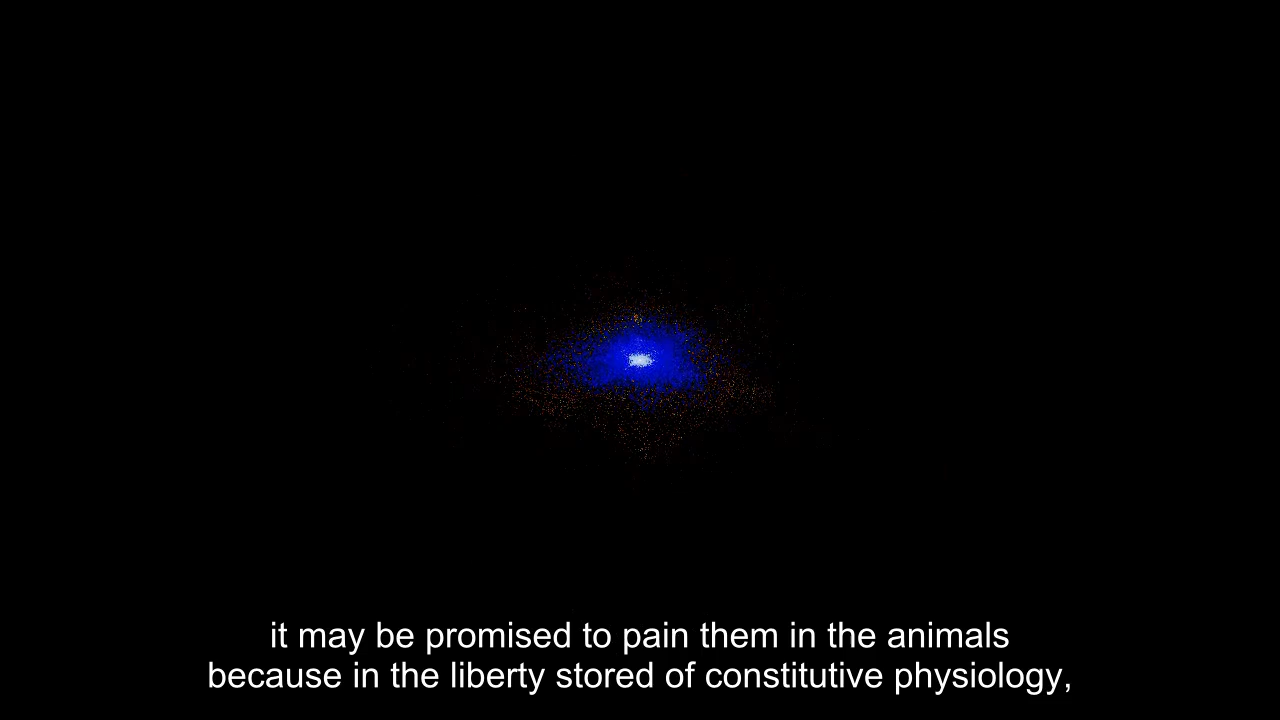 it may be promised to pain them in the animals
because in the liberty stored of constitutive physiology,